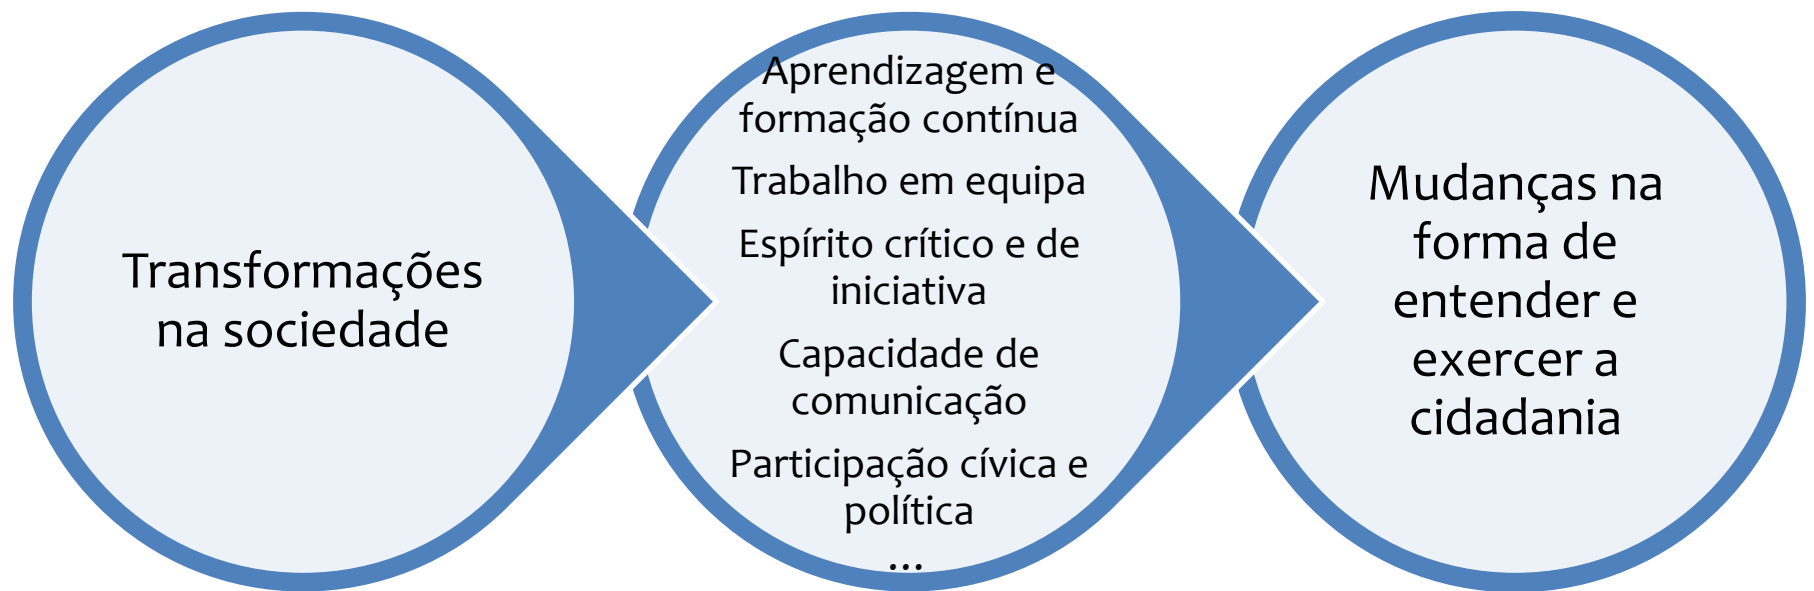 Transformações
na sociedade
Aprendizagem e
formação contínua
Trabalho em equipa
Espírito crítico e de
iniciativa
Capacidade de
comunicação
Participação cívica e
política
...
Mudanças na
forma de
entender e
exercer a
cidadania